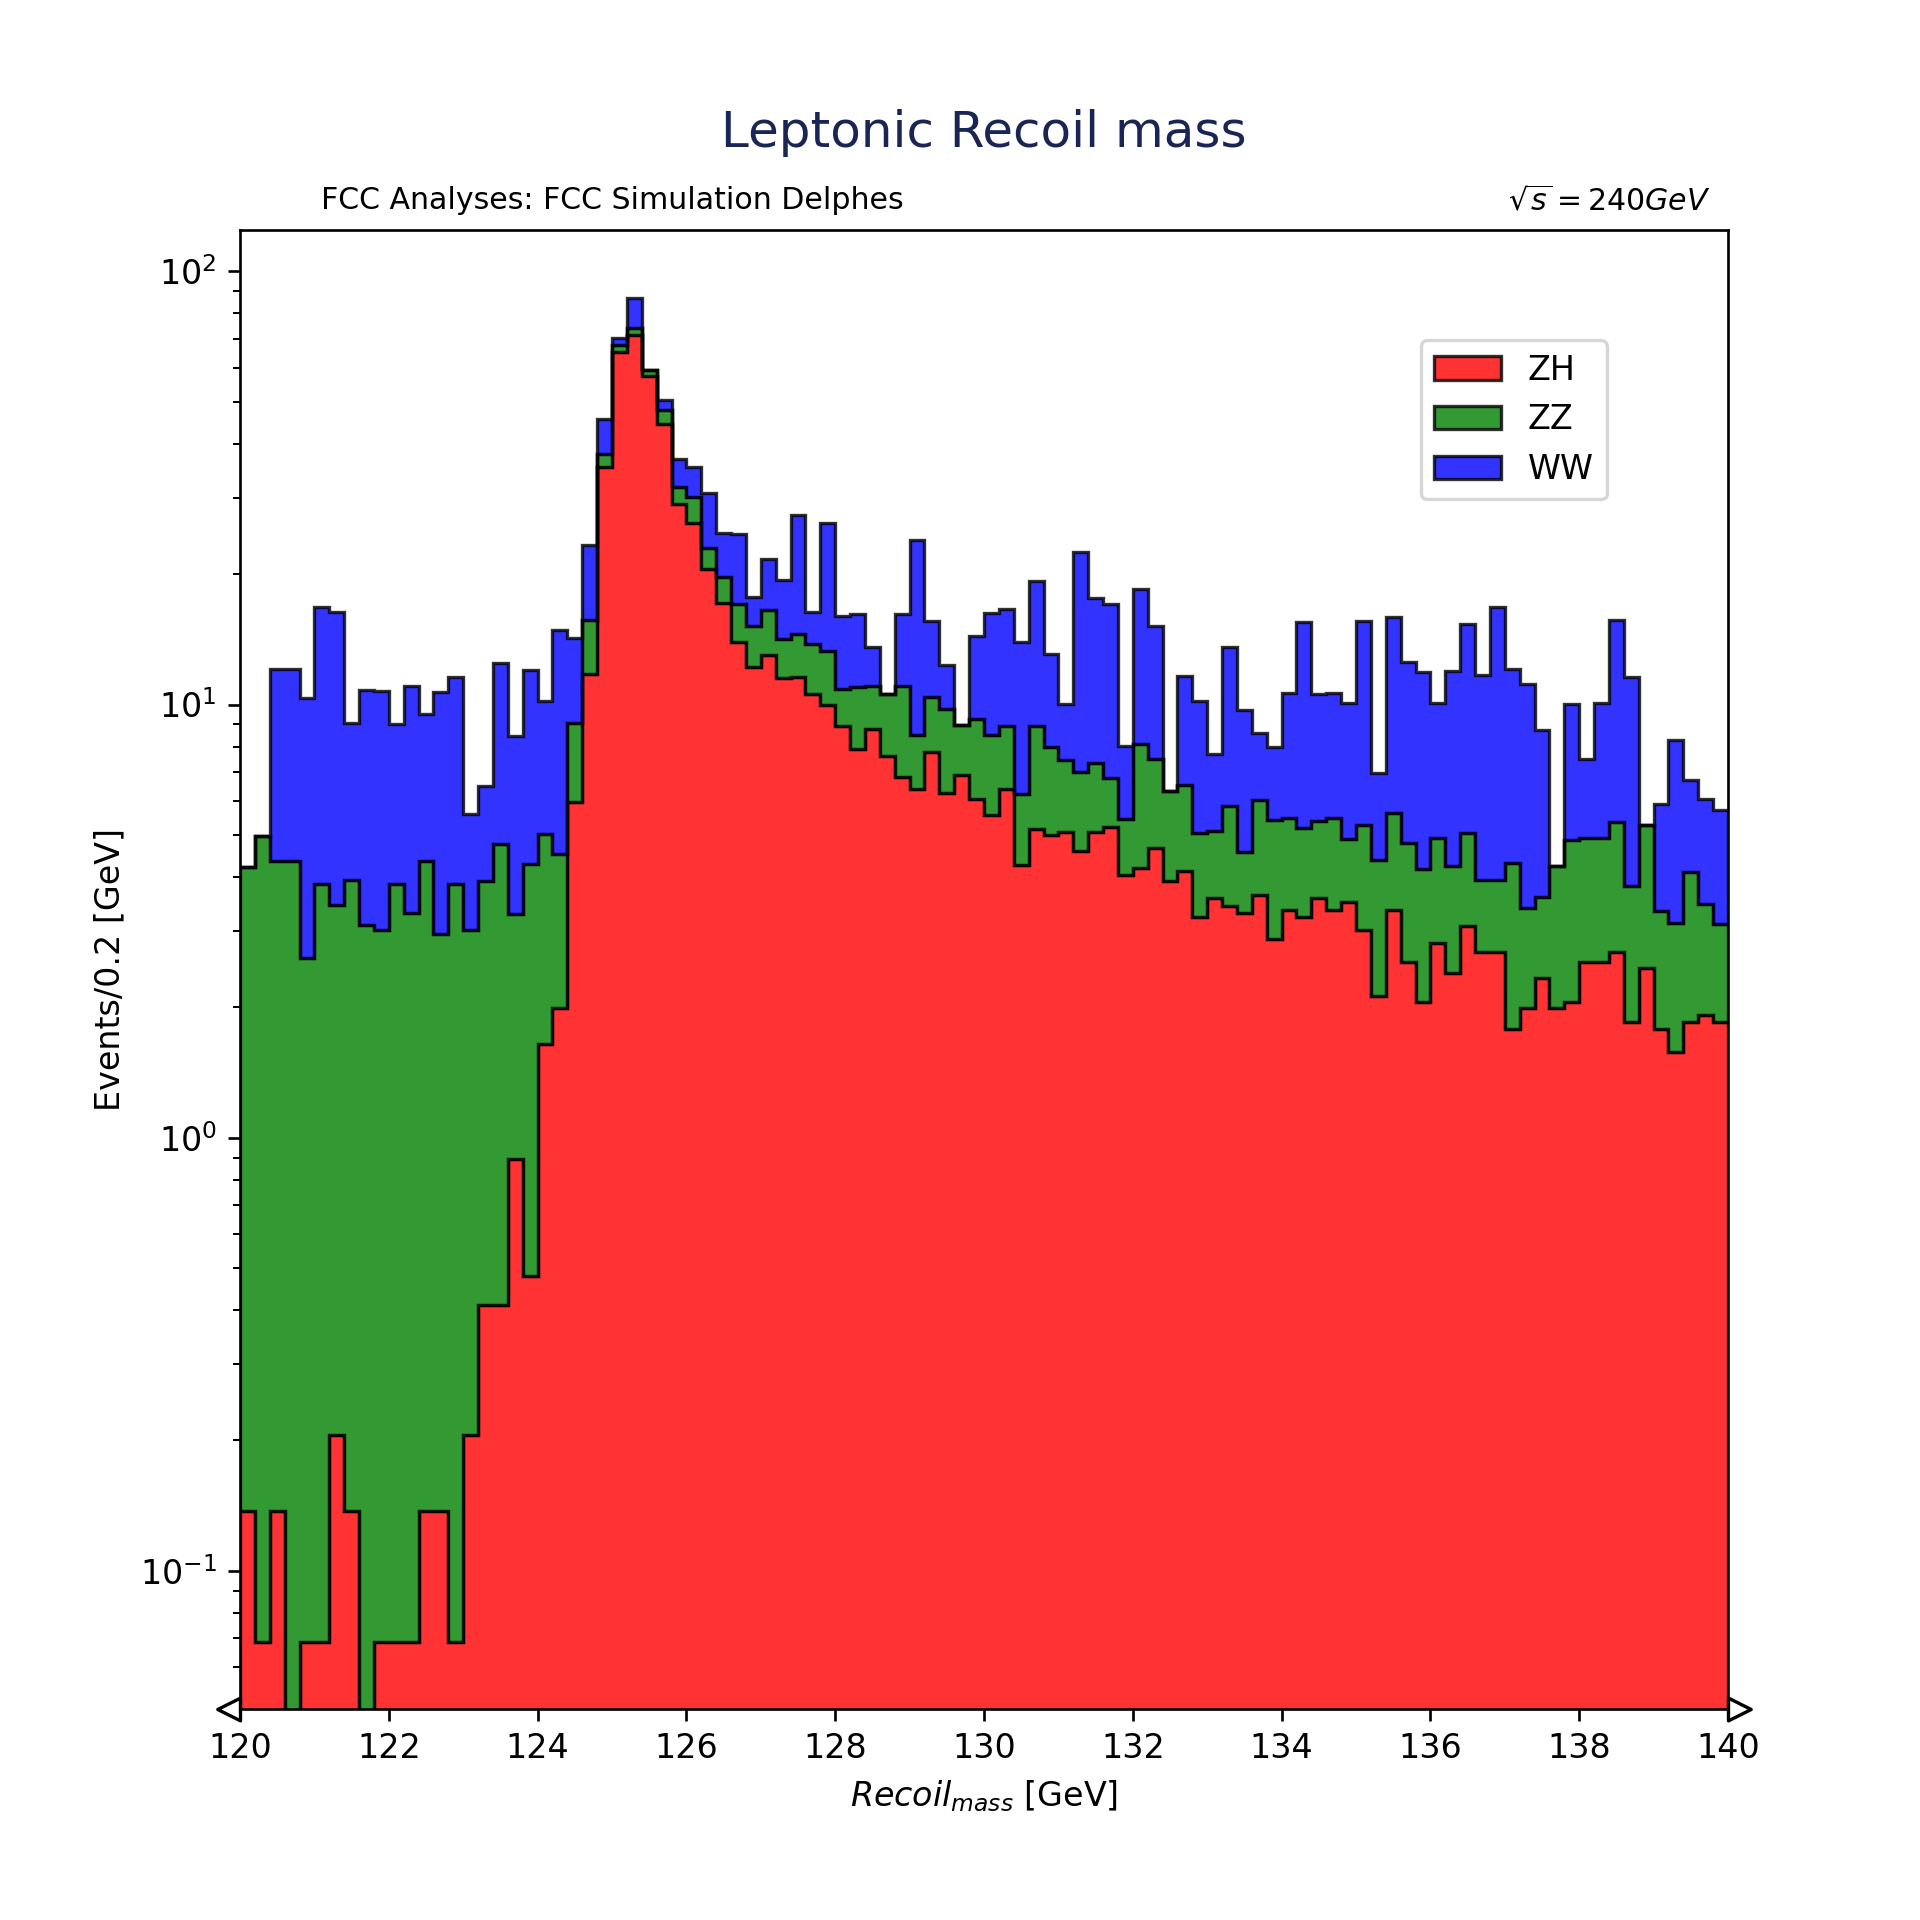 Leptonic Recoil mass
FCC Analyses: FCC Simulation Delphes
√s = 240GeV
10²
10¹
10⁰
10⁻¹
Events/0.2 [GeV]
ZH
ZZ
WW
120 122 124 126 128 130 132 134 136 138 140
Recoil_mass [GeV]